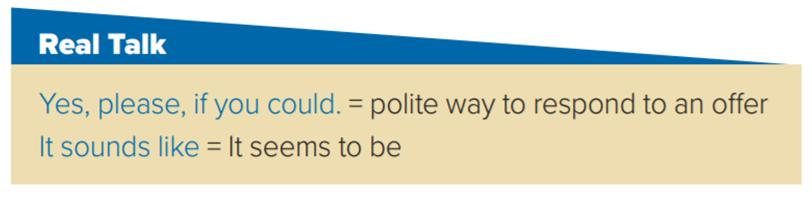 Real Talk
Yes, please, if you could. = polite way to respond to an offer
It sounds like = It seems to be